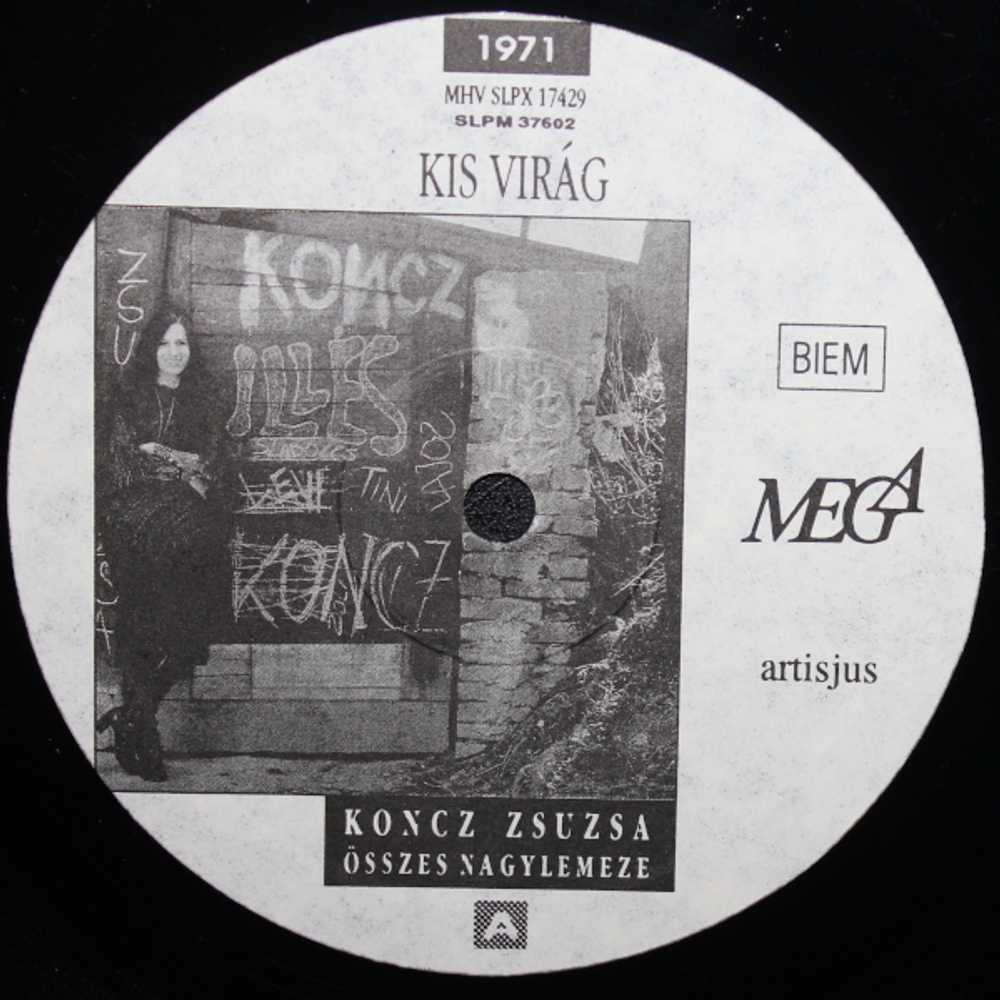 1971
MHV SLPX 17429
SLPM 37602
KIS VIRÁG
ZSU
KONCZ
ILLÉS
TINI
KONCZ
BIEM
MEGA
artisjus
KONCZ ZSUZSA
ÖSSZES NAGYLEMEZE
A